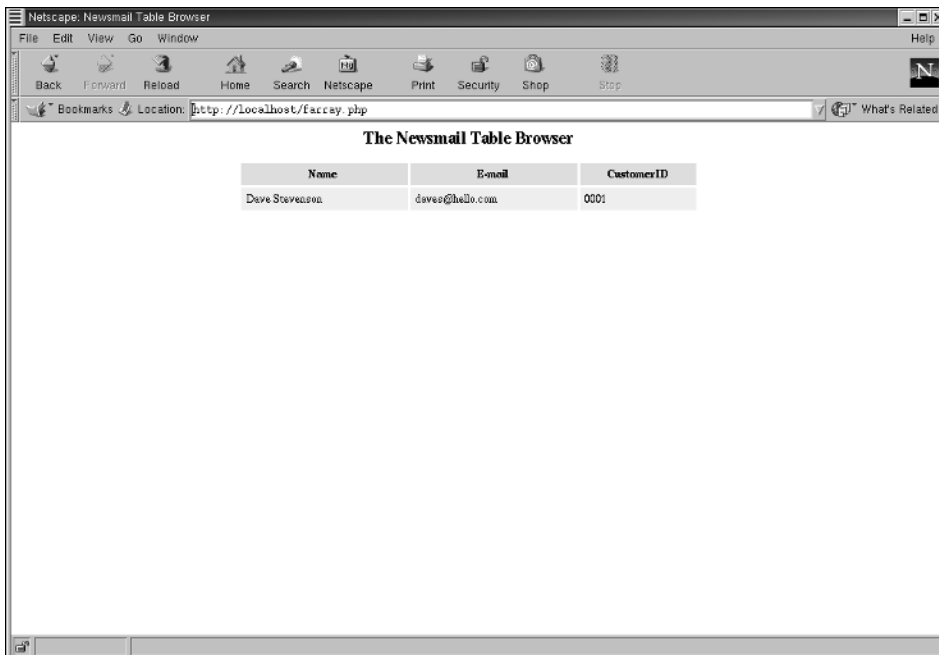 Netscape: Newsmail Table Browser
File Edit View Go Window Help
Back Forward Reload Home Search Netscape Print Security Shop Stop
Bookmarks Location: http://localhost/farray.php What's Related
N
The Newsmail Table Browser
Name E-mail CustomerID
Dave Stevenson daves@hello.com 0001